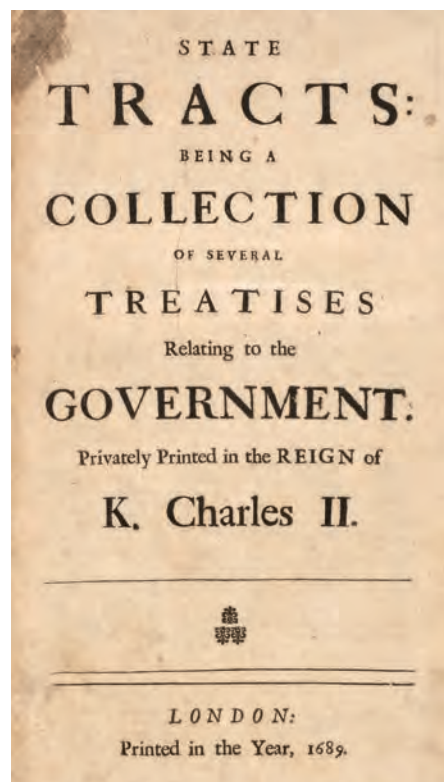 STATE
TRACTS:
BEING A
COLLECTION
OF SEVERAL
TREATISES
Relating to the
GOVERNMENT.
Privately Printed in the REIGN of
K. Charles II.
LONDON:
Printed in the Year, 1689.